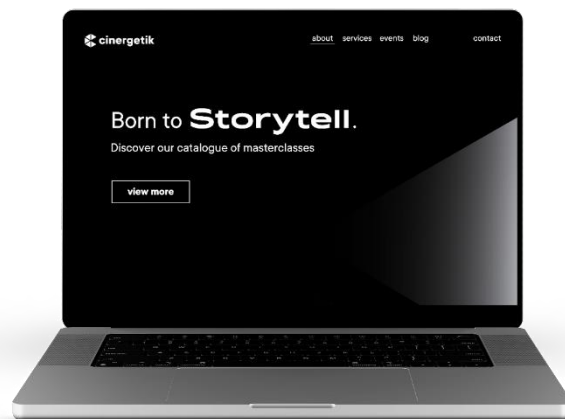 cinergetik
about services events blog contact
Born to Storytell.
Discover our catalogue of masterclasses
view more